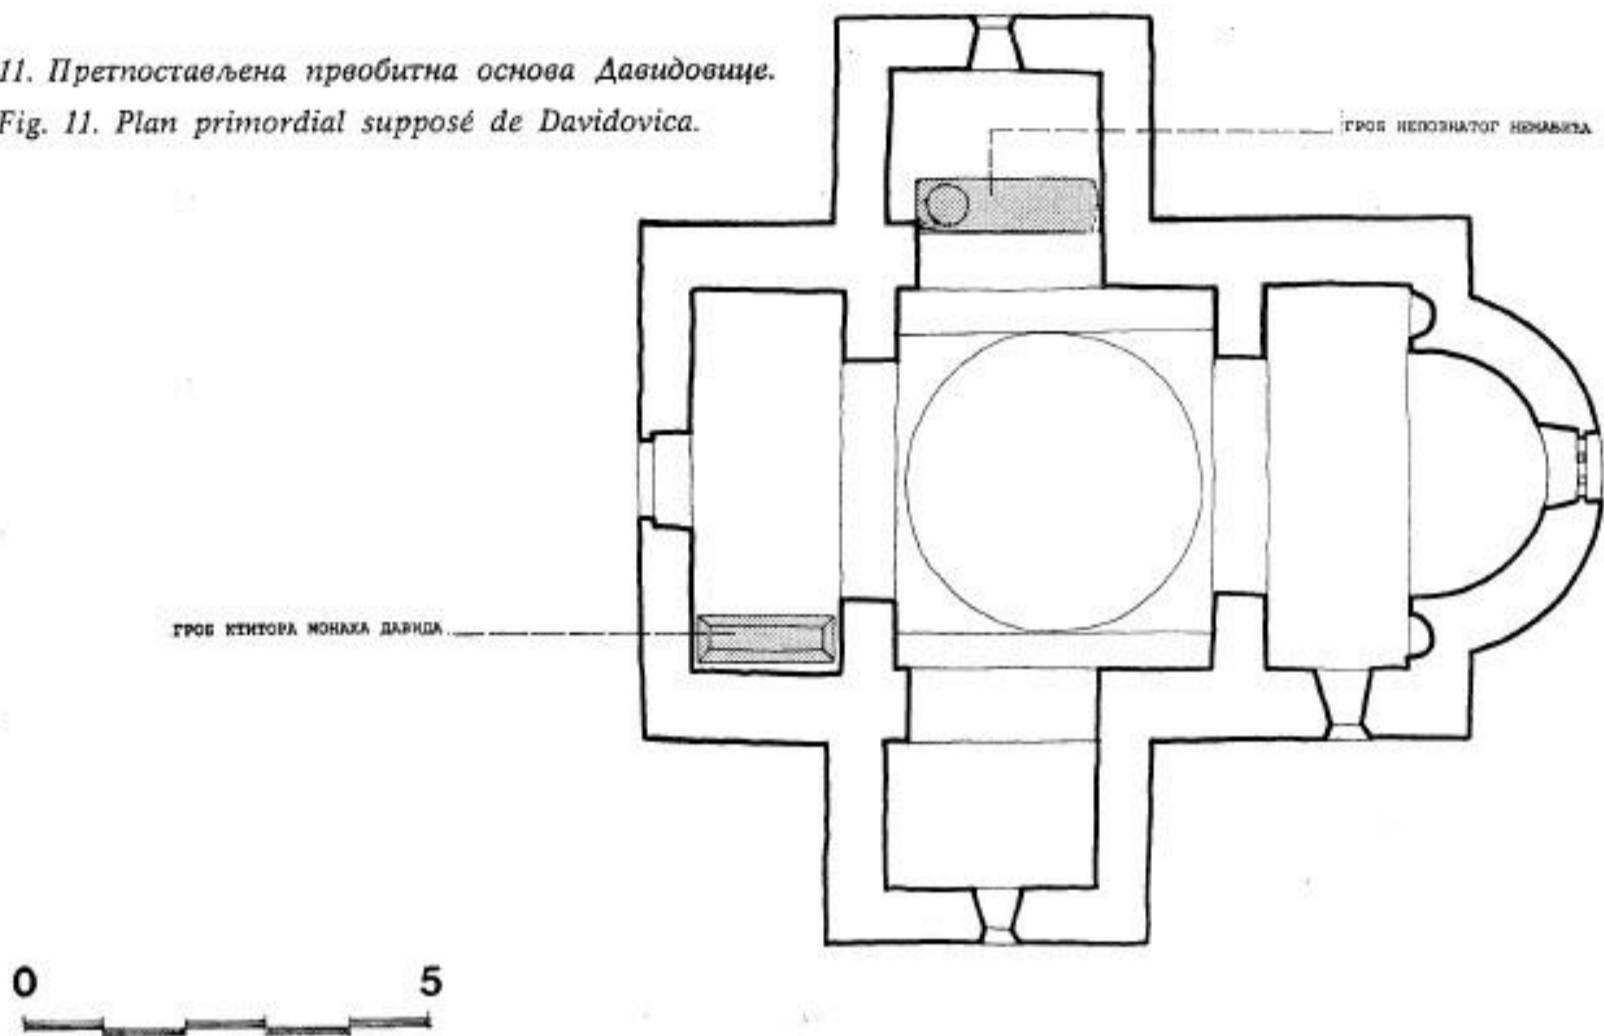 11. Претпостављена првобитна основа Давидовице.
Fig. 11. Plan primordial supposé de Davidovica.
ГРОБ НЕПОЗНАТОГ НЕМАЊИЋА
ГРОБ КТИТОРА МОНАХА ДАВИДА
0 5